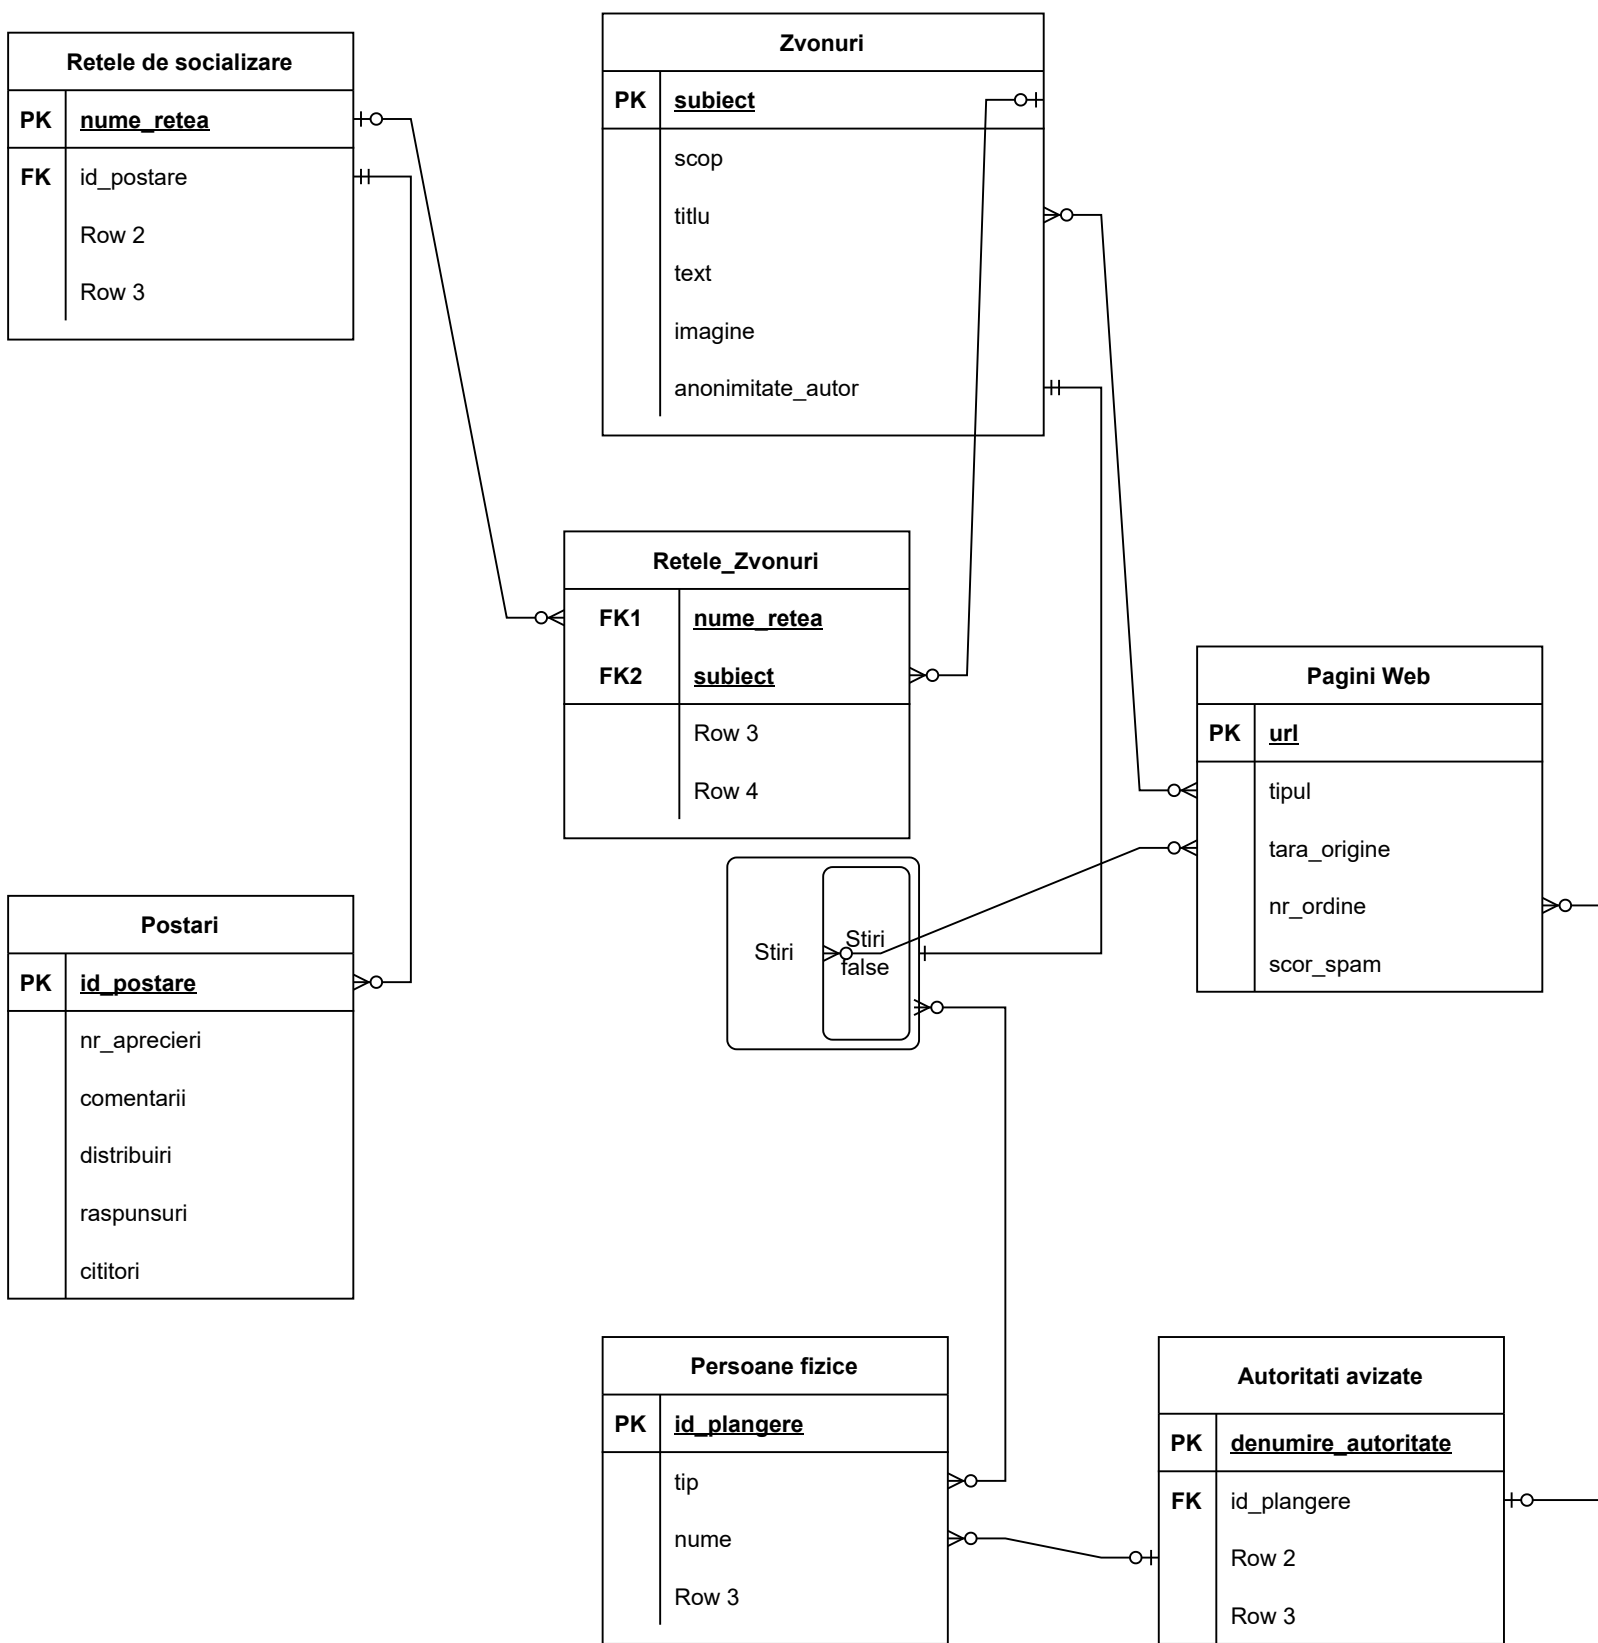 Retele de socializare
PK nume_retea
FK id_postare
Row 2
Row 3
Zvonuri
PK subiect
scop
titlu
text
imagine
anonimitate_autor
Retele_Zvonuri
FK1 nume_retea
FK2 subiect
Row 3
Row 4
Pagini Web
PK url
tipul
tara_origine
nr_ordine
scor_spam
Stiri
Stiri
false
Postari
PK id_postare
nr_aprecieri
comentarii
distribuiri
raspunsuri
cititori
Persoane fizice
PK id_plangere
tip
nume
Row 3
Autoritati avizate
PK denumire_autoritate
FK id_plangere
Row 2
Row 3